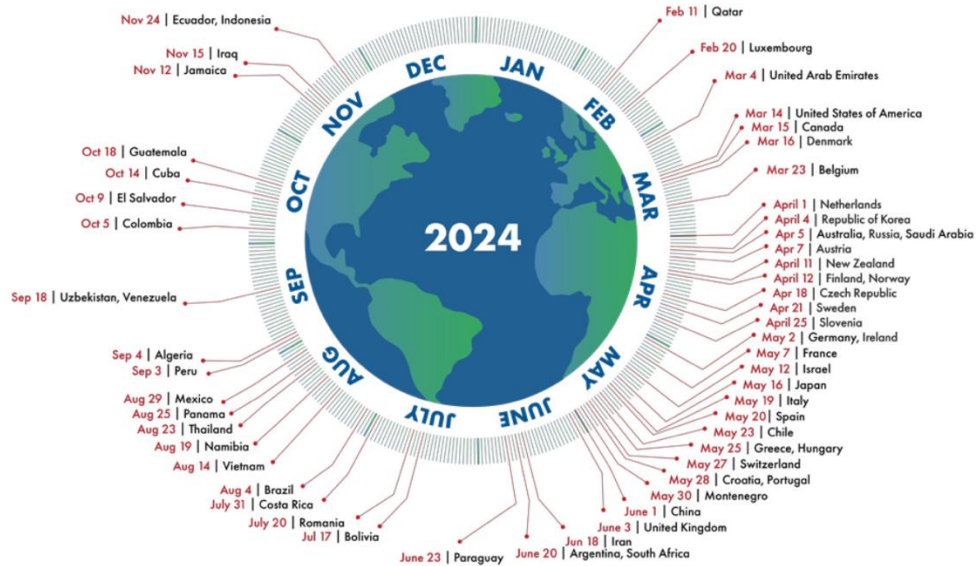 Feb 11 | Qatar
Feb 20 | Luxembourg
Mar 4 | United Arab Emirates
Mar 14 | United States of America
Mar 15 | Canada
Mar 16 | Denmark
Mar 23 | Belgium
April 1 | Netherlands
April 4 | Republic of Korea
Apr 5 | Australia, Russia, Saudi Arabia
Apr 7 | Austria
April 11 | New Zealand
April 12 | Finland, Norway
Apr 18 | Czech Republic
Apr 21 | Sweden
April 25 | Slovenia
May 2 | Germany, Ireland
May 7 | France
May 12 | Israel
May 16 | Japan
May 19 | Italy
May 20 | Spain
May 23 | Chile
May 25 | Greece, Hungary
May 27 | Switzerland
May 28 | Croatia, Portugal
May 30 | Montenegro
June 1 | China
June 3 | United Kingdom
Jun 18 | Iran
June 20 | Argentina, South Africa
June 23 | Paraguay
Jul 17 | Bolivia
July 20 | Romania
July 31 | Costa Rica
Aug 4 | Brazil
Aug 14 | Vietnam
Aug 19 | Namibia
Aug 23 | Thailand
Aug 25 | Panama
Aug 29 | Mexico
Sep 3 | Peru
Sep 4 | Algeria
Sep 18 | Uzbekistan, Venezuela
Oct 5 | Colombia
Oct 9 | El Salvador
Oct 14 | Cuba
Oct 18 | Guatemala
Nov 12 | Jamaica
Nov 15 | Iraq
Nov 24 | Ecuador, Indonesia
JAN
FEB
MAR
APR
MAY
JUNE
JULY
AUG
SEP
OCT
NOV
DEC
2024